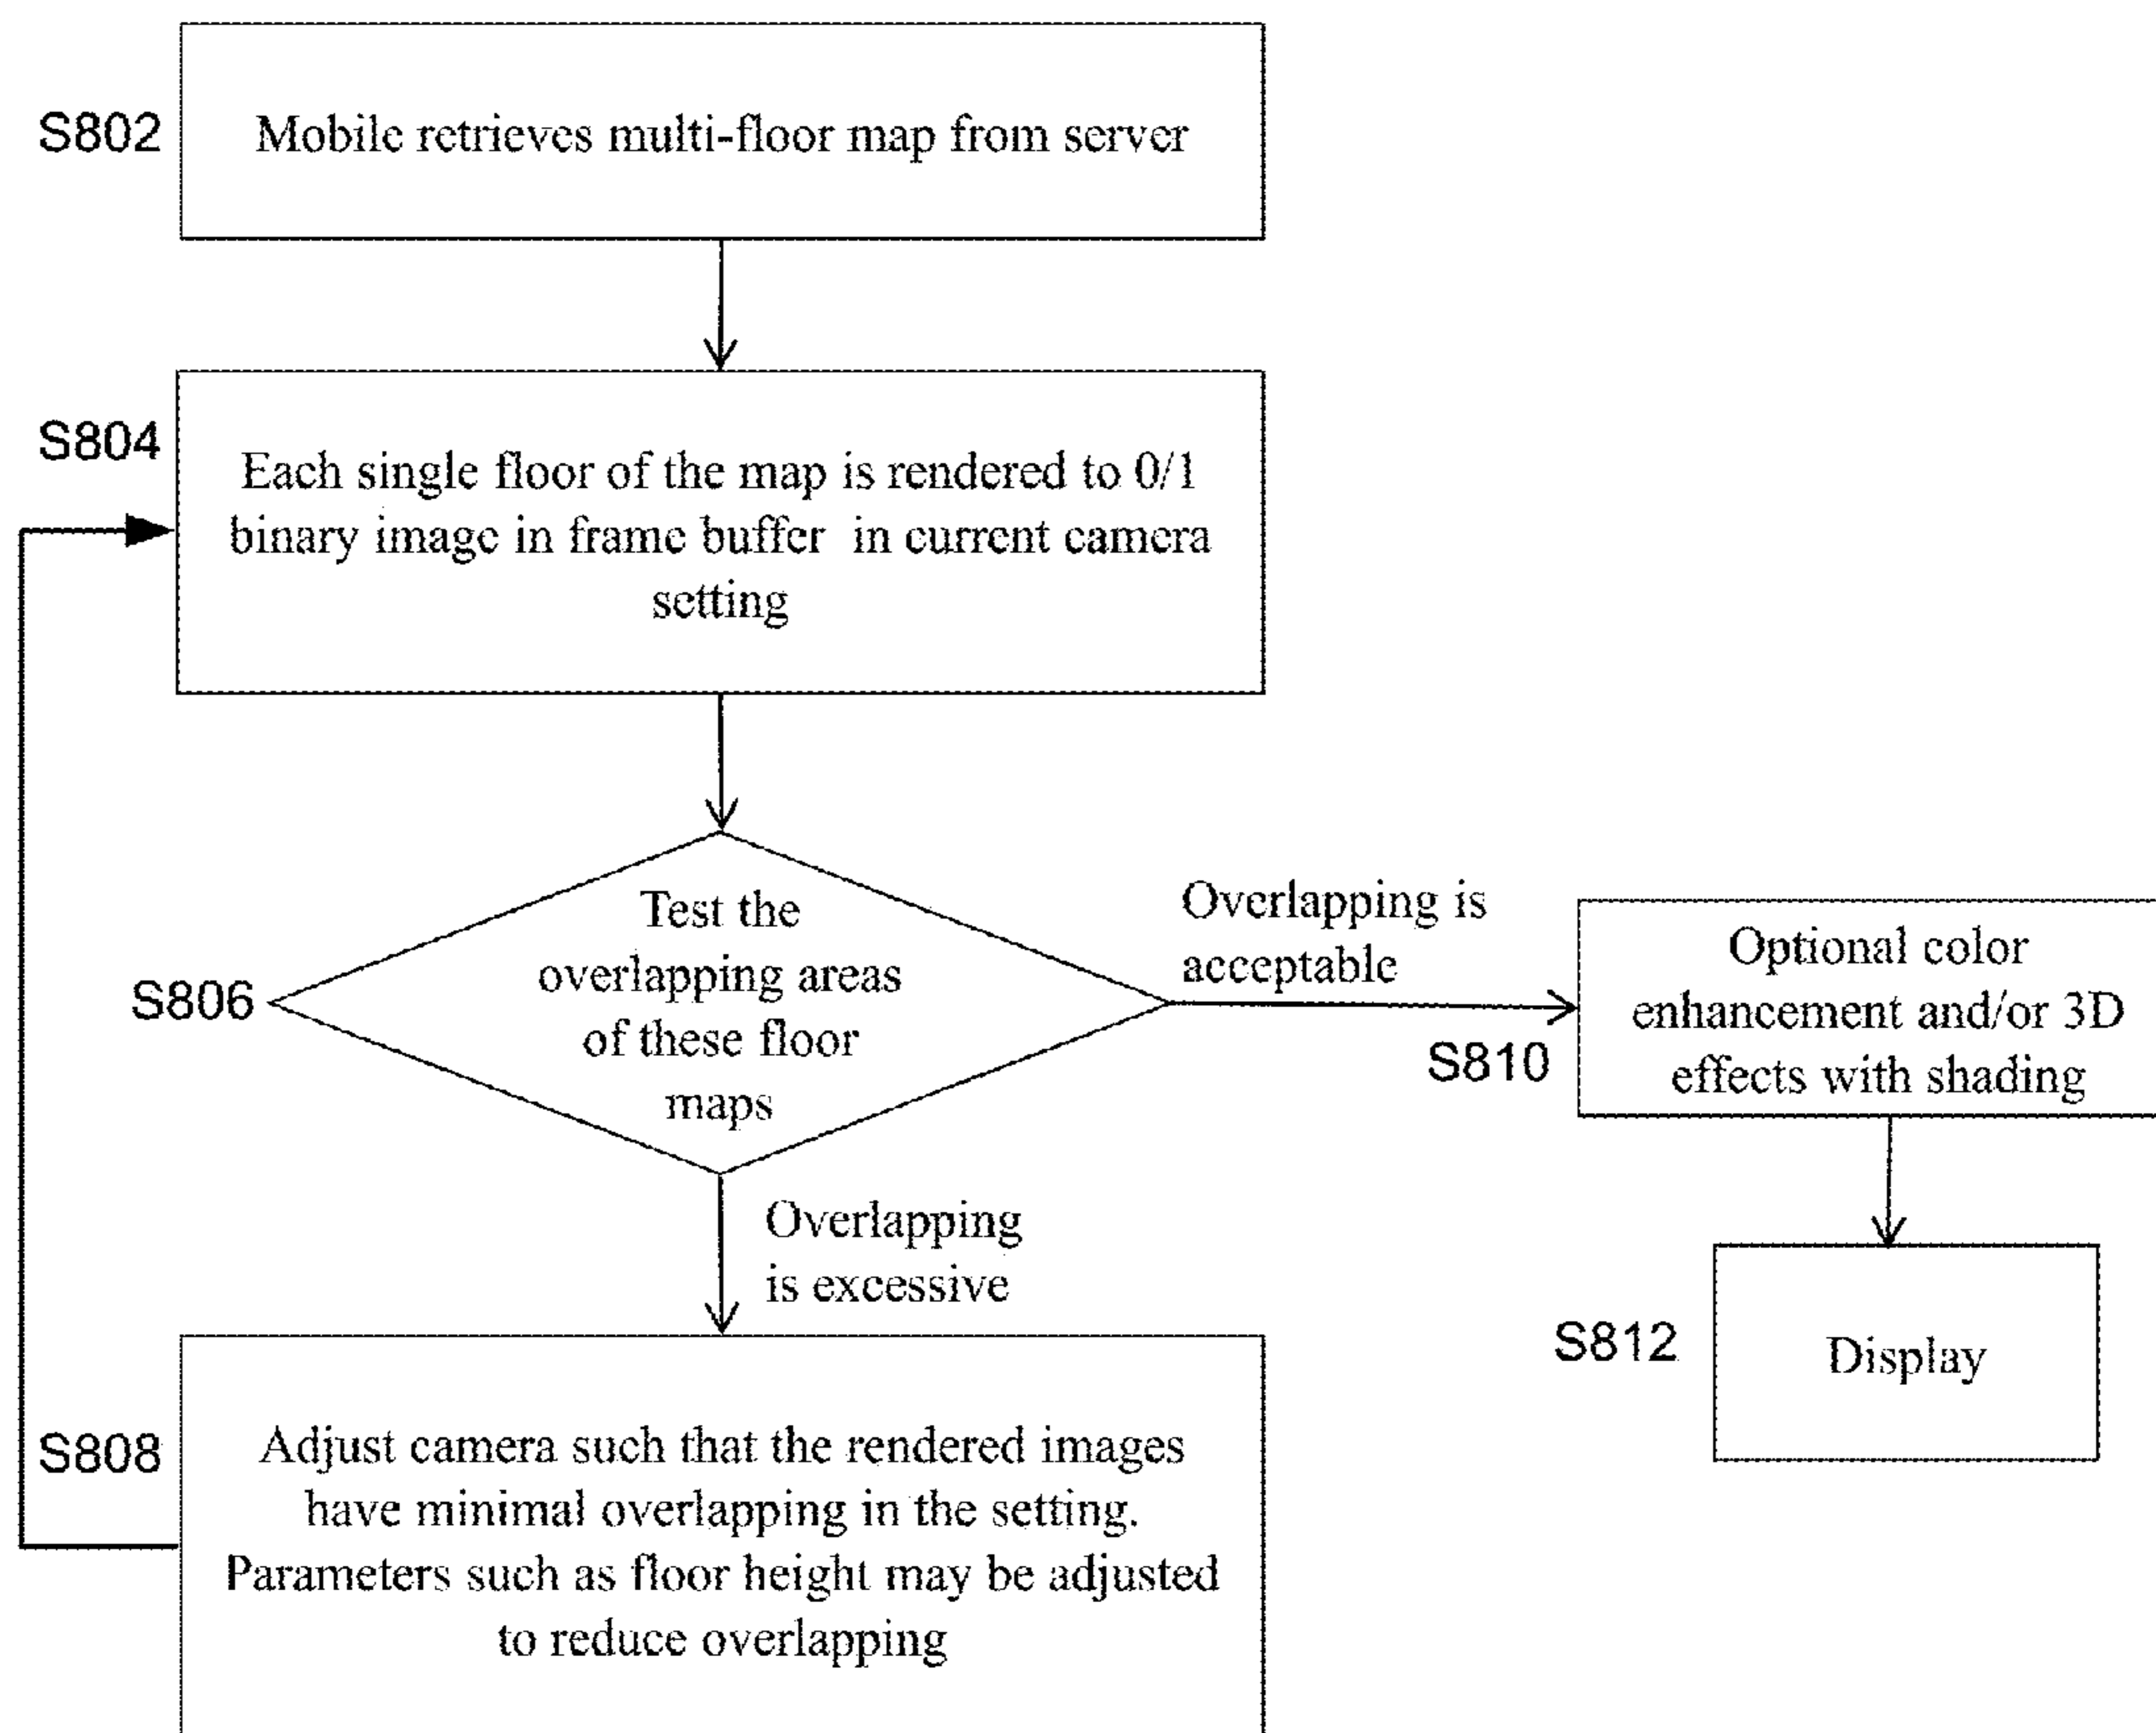 S802
Mobile retrieves multi-floor map from server
S804
Each single floor of the map is rendered to 0/1
binary image in frame buffer in current camera
setting
S806
Test the
overlapping areas
of these floor
maps
Overlapping is
acceptable
S810
Optional color
enhancement and/or 3D
effects with shading
Overlapping
is excessive
S812
Display
S808
Adjust camera such that the rendered images
have minimal overlapping in the setting.
Parameters such as floor height may be adjusted
to reduce overlapping